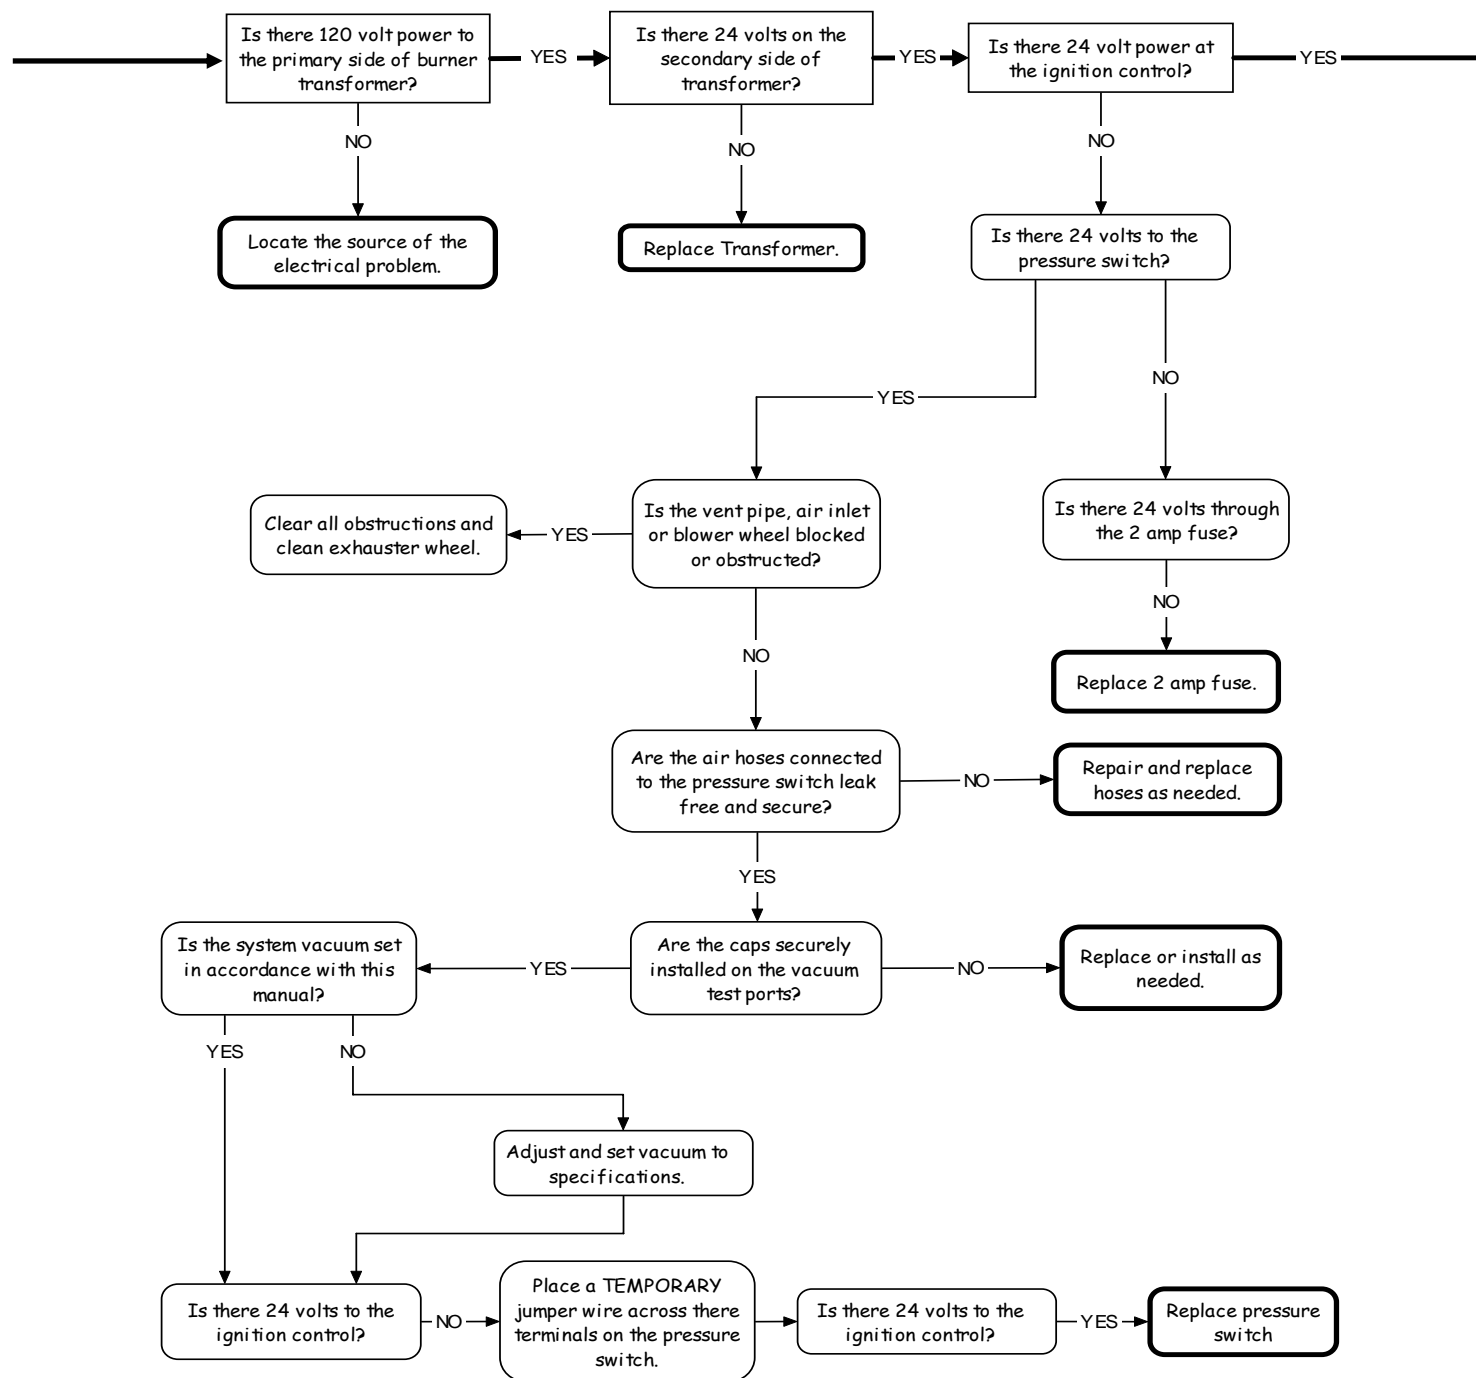 Is there 120 volt power to
the primary side of burner
transformer?
YES
Is there 24 volts on the
secondary side of
transformer?
YES
Is there 24 volt power at
the ignition control?
YES
NO
NO
NO
Locate the source of the
electrical problem.
Replace Transformer.
Is there 24 volts to the
pressure switch?
YES
NO
Clear all obstructions and
clean exhauster wheel.
YES
Is the vent pipe, air inlet
or blower wheel blocked
or obstructed?
Is there 24 volts through
the 2 amp fuse?
NO
NO
Replace 2 amp fuse.
Are the air hoses connected
to the pressure switch leak
free and secure?
NO
Repair and replace
hoses as needed.
YES
Is the system vacuum set
in accordance with this
manual?
YES
Are the caps securely
installed on the vacuum
test ports?
NO
Replace or install as
needed.
YES
NO
Adjust and set vacuum to
specifications.
Is there 24 volts to the
ignition control?
NO
Place a TEMPORARY
jumper wire across there
terminals on the pressure
switch.
Is there 24 volts to the
ignition control?
YES
Replace pressure
switch